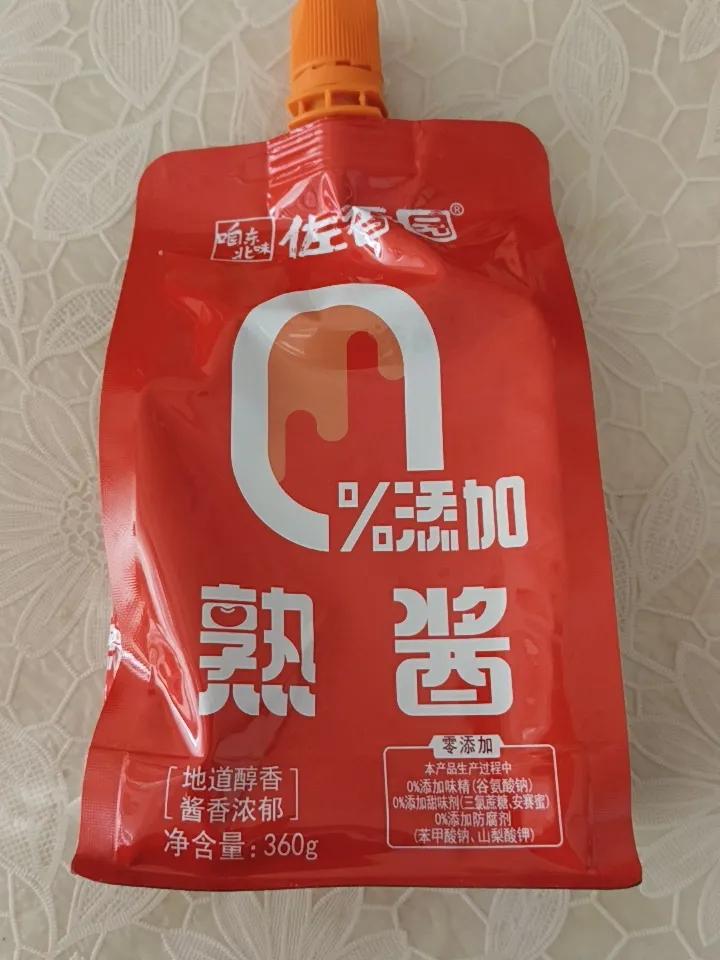 咱东北味
佐香园®
0%添加
熟酱
地道醇香
酱香浓郁
净含量:360g
零添加
本产品生产过程中
0%添加味精(谷氨酸钠)
0%添加甜味剂(三氯蔗糖、安赛蜜)
0%添加防腐剂
(苯甲酸钠、山梨酸钾)